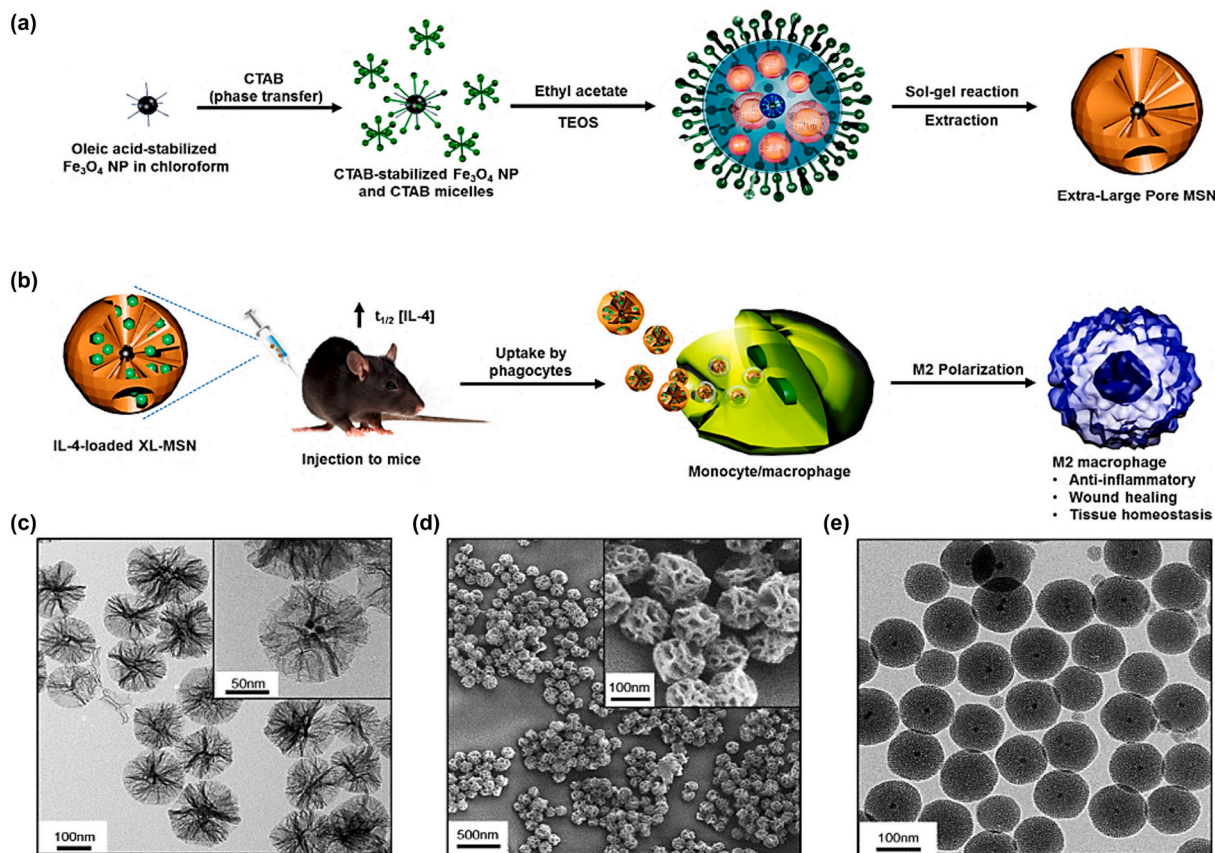 (a)
CTAB
(phase transfer)
Ethyl acetate
TEOS
Sol-gel reaction
Extraction
Oleic acid-stabilized
Fe₃O₄ NP in chloroform
CTAB-stabilized Fe₃O₄ NP
and CTAB micelles
Extra-Large Pore MSN
(b)
t₁/₂ [IL-4]
Uptake by
phagocytes
M2 Polarization
IL-4-loaded XL-MSN
Injection to mice
Monocyte/macrophage
M2 macrophage
• Anti-inflammatory
• Wound healing
• Tissue homeostasis
(c)
50nm
100nm
(d)
100nm
500nm
(e)
100nm